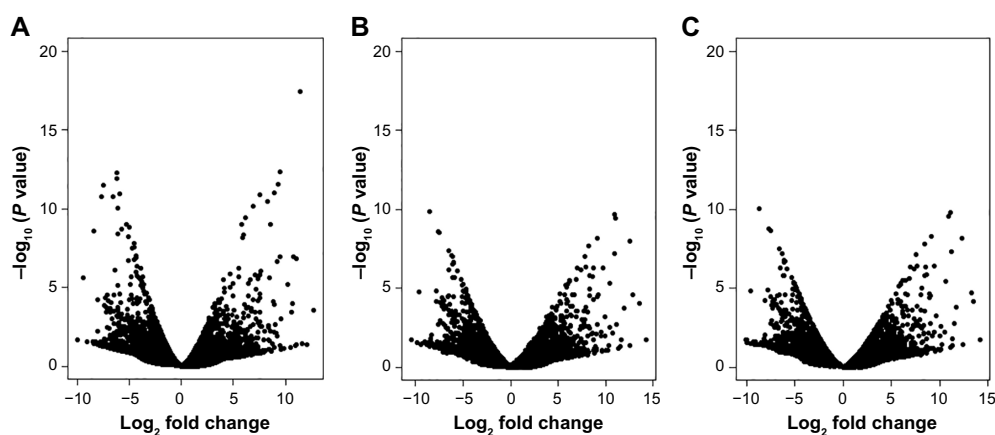 A B C
20 20 20
15 15 15
10 10 10
5 5 5
0 0 0
−log10 (P value) −log10 (P value) −log10 (P value)
−10 −5 0 5 10 −10 −5 0 5 10 15 −10 −5 0 5 10 15
Log2 fold change Log2 fold change Log2 fold change